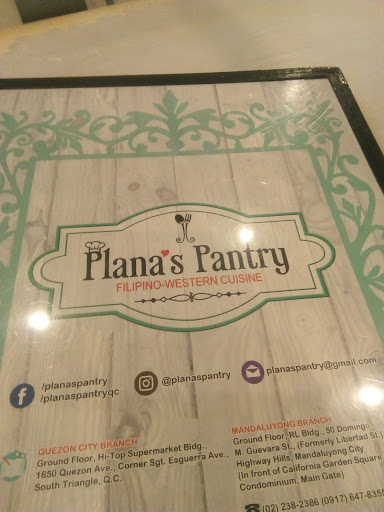 Plana's Pantry
FILIPINO-WESTERN CUISINE
/planaspantry
/planaspantryqc
@planaspantry
planaspantry@gmail.com
QUEZON CITY BRANCH
Ground Floor, Hi-Top Supermarket Bldg.,
1650 Quezon Ave., Corner Sgt. Esguerra Ave.,
South Triangle, Q.C.
MANDALUYONG BRANCH
Ground Floor, RL Bldg., 50 Domingo
M. Guevara St., (Formerly Libertad St.)
Highway Hills, Mandaluyong City
(In front of California Garden Square
Condominium, Main Gate)
(02) 238-2386 (0917) 647-8355